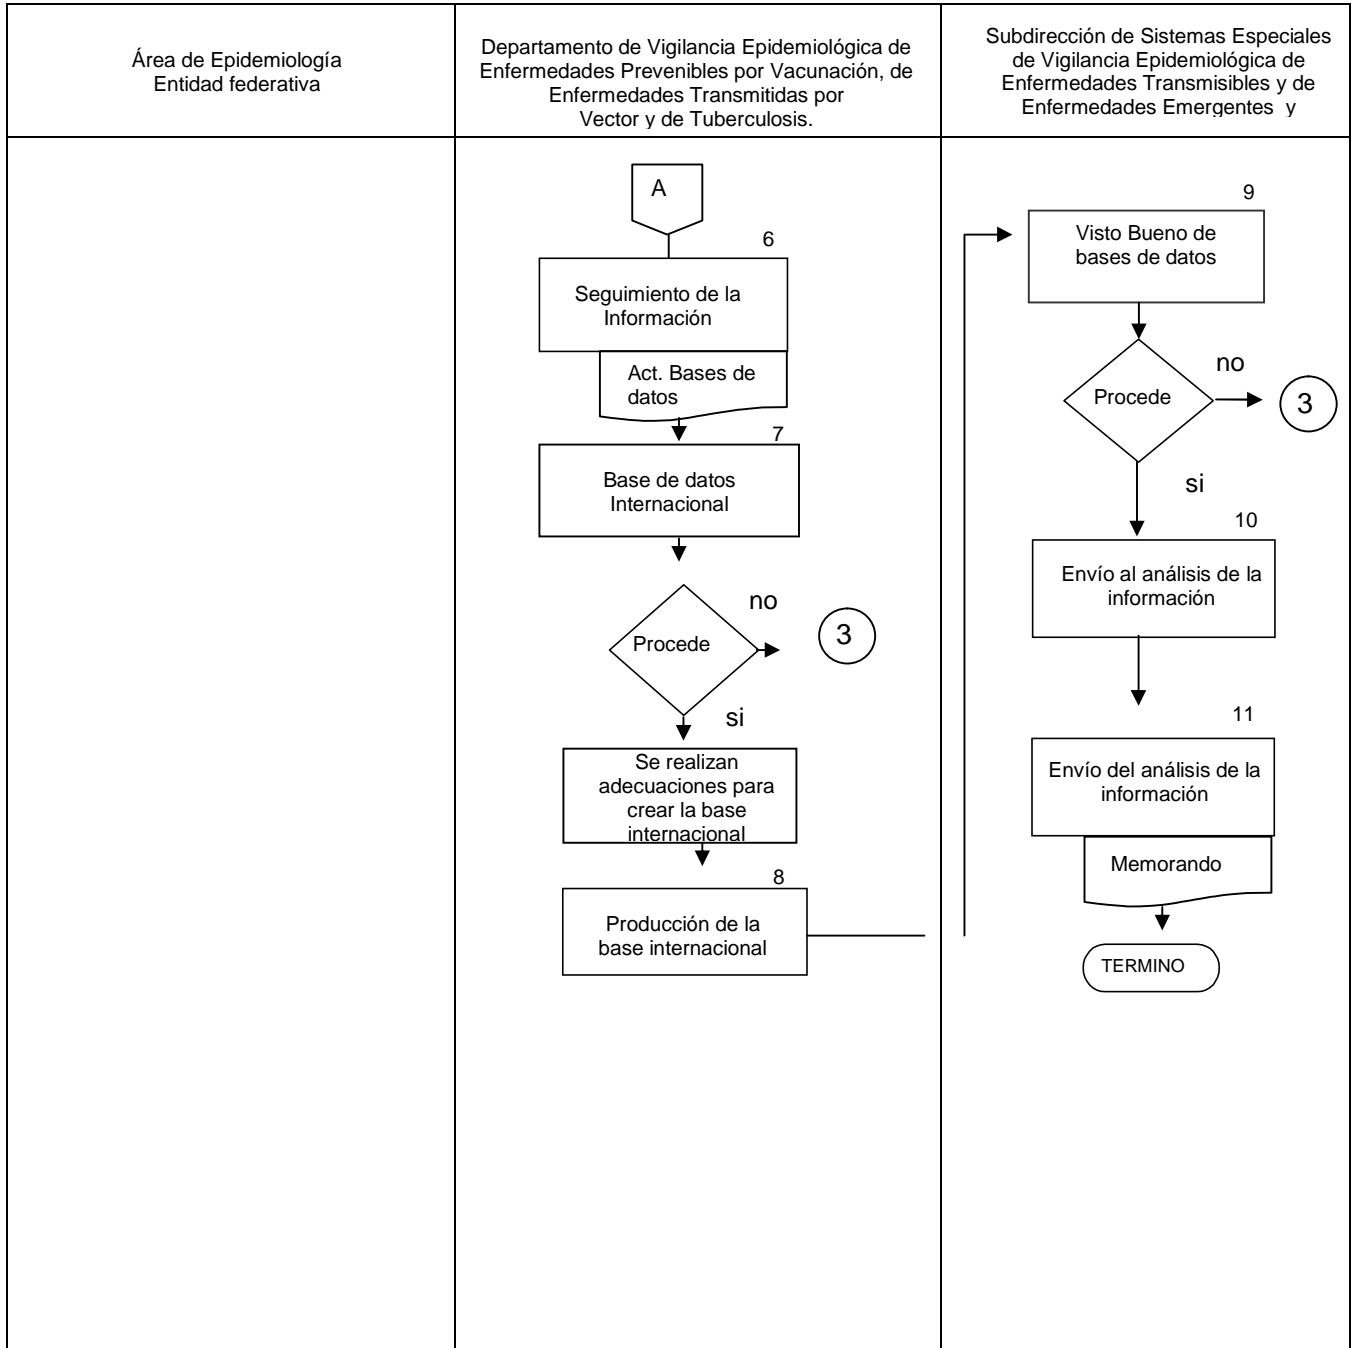 Área de Epidemiología
Entidad federativa
Departamento de Vigilancia Epidemiológica de
Enfermedades Prevenibles por Vacunación, de
Enfermedades Transmitidas por
Vector y de Tuberculosis.
Subdirección de Sistemas Especiales
de Vigilancia Epidemiológica de
Enfermedades Transmisibles y de
Enfermedades Emergentes y
A
6
Seguimiento de la
Información
Act. Bases de
datos
7
Base de datos
Internacional
Procede
no
3
si
Se realizan
adecuaciones para
crear la base
internacional
8
Producción de la
base internacional
9
Visto Bueno de
bases de datos
Procede
no
3
si
10
Envío al análisis de la
información
11
Envío del análisis de la
información
Memorando
TERMINO